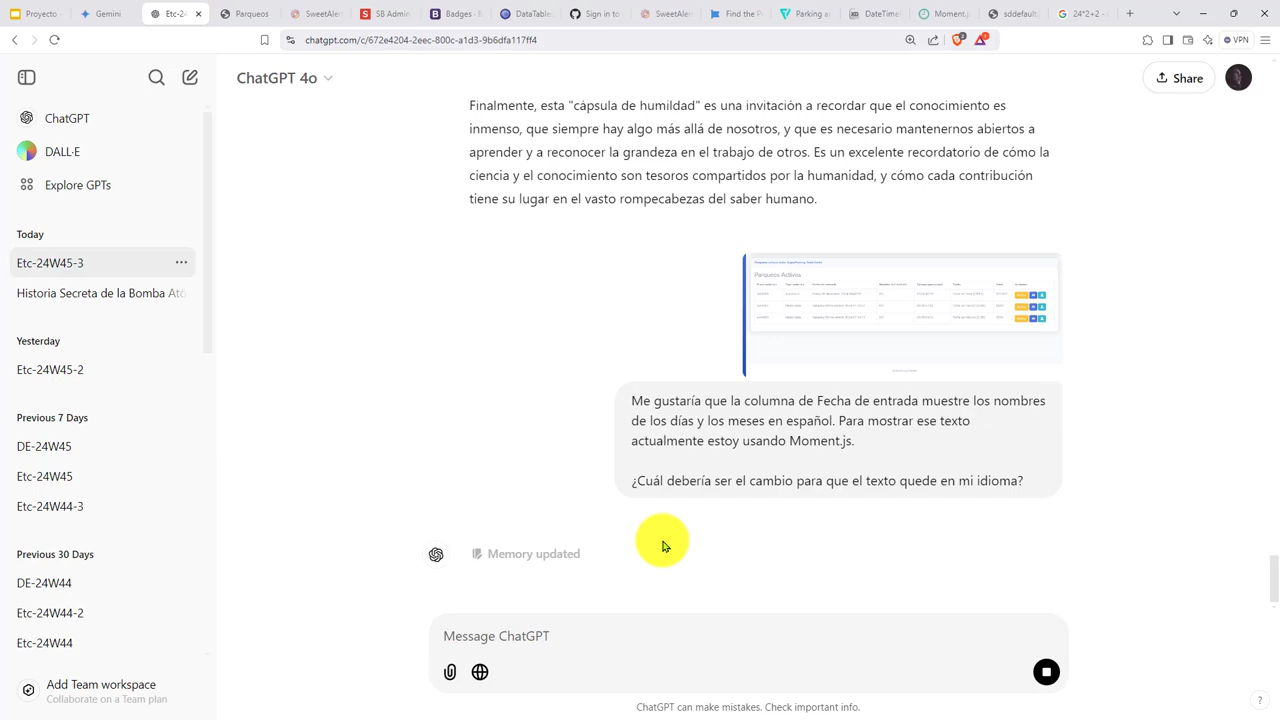 Proyecto
Gemini
Etc-24
Parqueos
SweetAler
SB Admin
Badges - B
DataTable
Sign in to
SweetAler
Find the P
Parking a
DateTime
Moment.j
sddefault.j
24*2+2 -
chatgpt.com/c/672e4204-2eec-800c-a1d3-9b6dfa117ff4
VPN
ChatGPT 4o
Share
ChatGPT
DALL·E
Explore GPTs
Today
Etc-24W45-3
Historia Secreta de la Bomba Ató
Yesterday
Etc-24W45-2
Previous 7 Days
DE-24W45
Etc-24W45
Etc-24W44-3
Previous 30 Days
DE-24W44
Etc-24W44-2
Etc-24W44
Add Team workspace
Collaborate on a Team plan
Finalmente, esta "cápsula de humildad" es una invitación a recordar que el conocimiento es
inmenso, que siempre hay algo más allá de nosotros, y que es necesario mantenernos abiertos a
aprender y a reconocer la grandeza en el trabajo de otros. Es un excelente recordatorio de cómo la
ciencia y el conocimiento son tesoros compartidos por la humanidad, y cómo cada contribución
tiene su lugar en el vasto rompecabezas del saber humano.
Parqueos Activos
Me gustaría que la columna de Fecha de entrada muestre los nombres
de los días y los meses en español. Para mostrar ese texto
actualmente estoy usando Moment.js.
¿Cuál debería ser el cambio para que el texto quede en mi idioma?
Memory updated
Message ChatGPT
ChatGPT can make mistakes. Check important info.
?